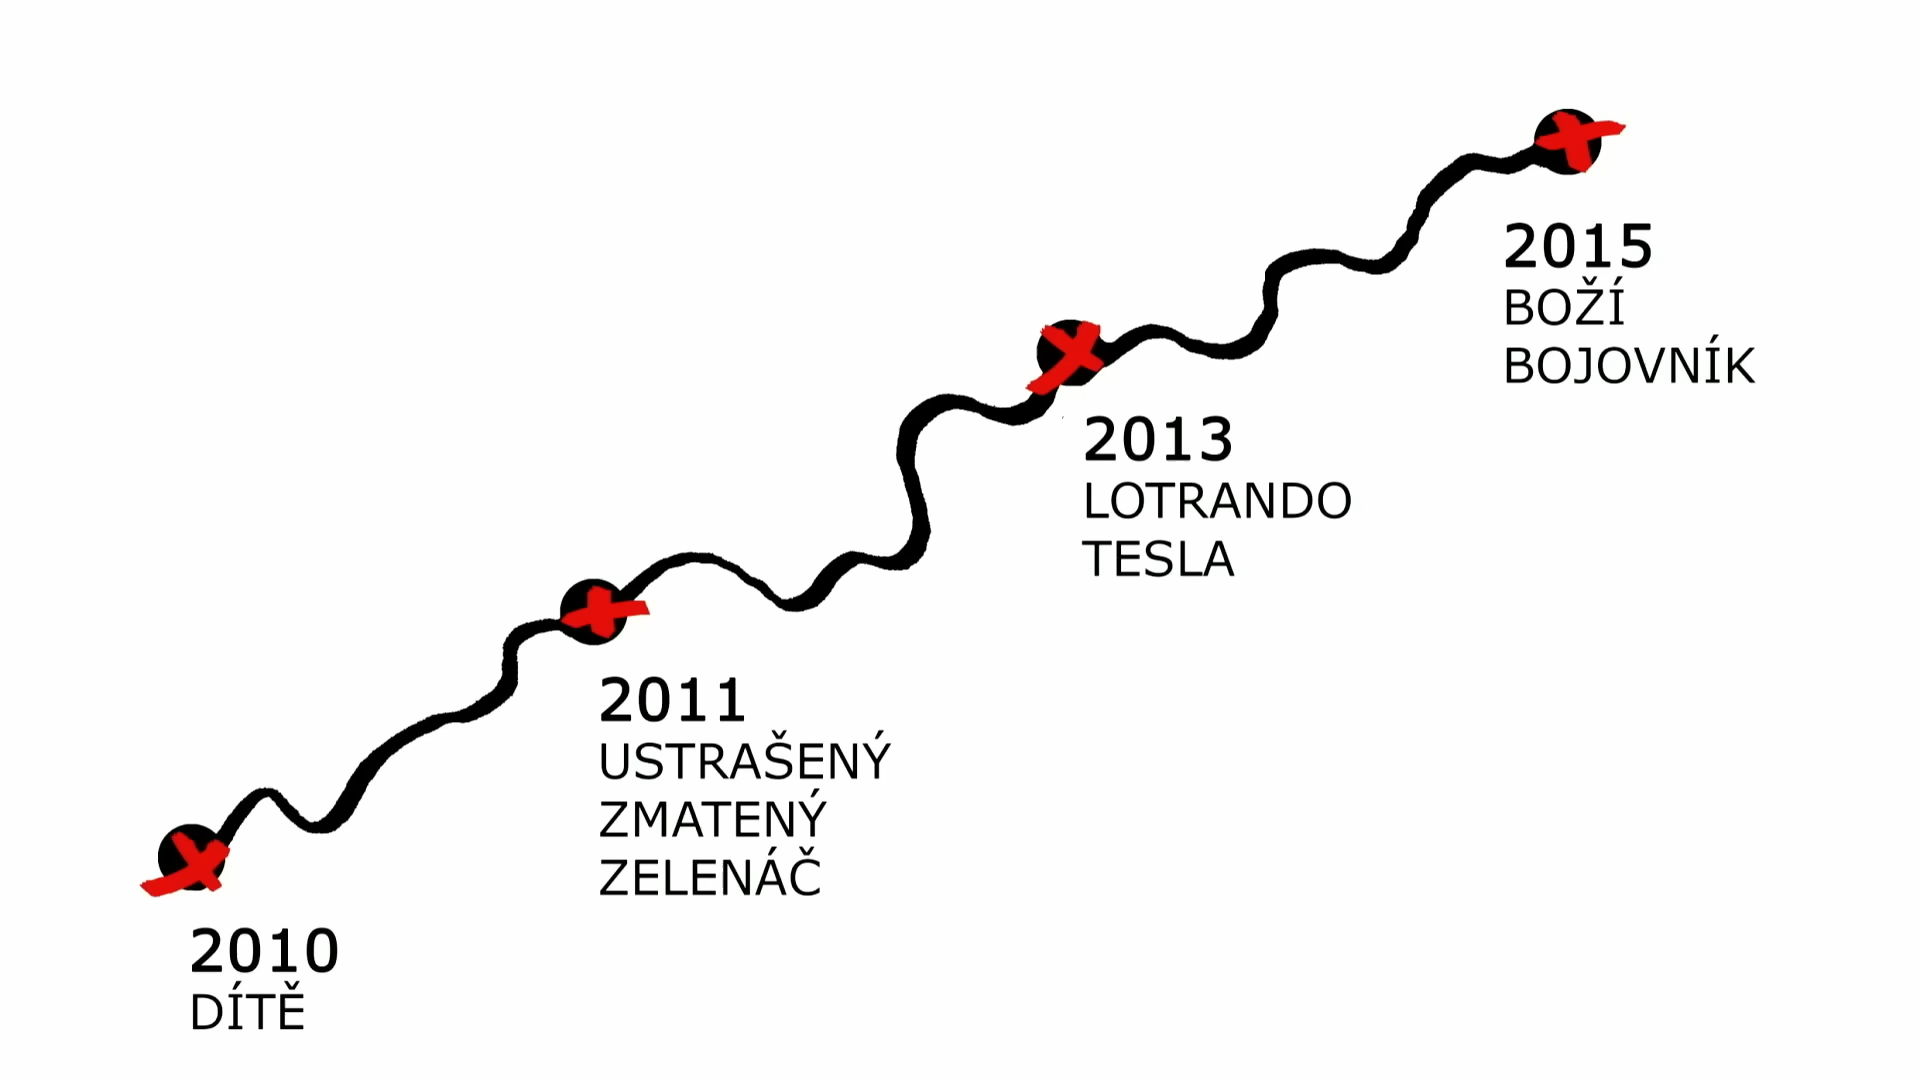 2010
DÍTĚ
2011
USTRAŠENÝ
ZMATENÝ
ZELENÁČ
2013
LOTRANDO
TESLA
2015
BOŽÍ
BOJOVNÍK